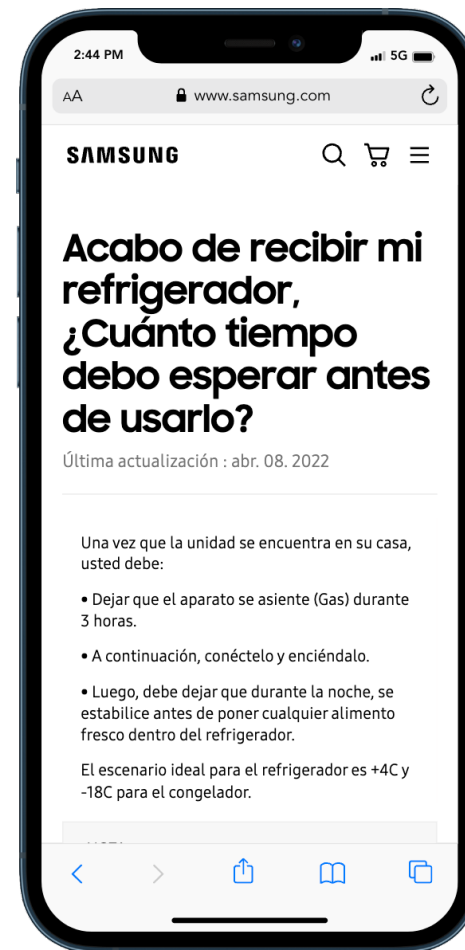 2:44 PM
5G
AA
www.samsung.com
SAMSUNG
Acabo de recibir mi
refrigerador,
¿Cuánto tiempo
debo esperar antes
de usarlo?
Última actualización : abr. 08. 2022
Una vez que la unidad se encuentra en su casa,
usted debe:
• Dejar que el aparato se asiente (Gas) durante
3 horas.
• A continuación, conéctelo y enciéndalo.
• Luego, debe dejar que durante la noche, se
estabilice antes de poner cualquier alimento
fresco dentro del refrigerador.
El escenario ideal para el refrigerador es +4C y
-18C para el congelador.